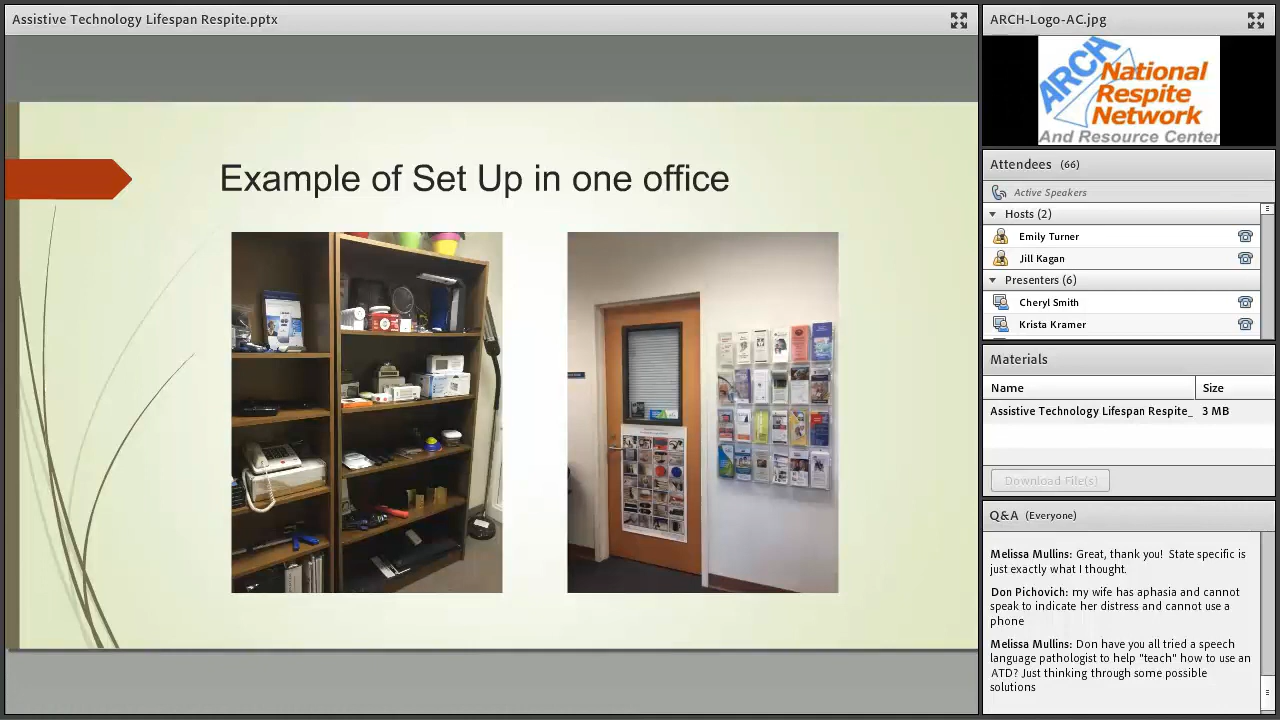 Assistive Technology Lifespan Respite.pptx
Example of Set Up in one office
ARCH-Logo-AC.jpg
ARCH
National
Respite
Network
And Resource Center
Attendees (66)
Active Speakers
Hosts (2)
Emily Turner
Jill Kagan
Presenters (6)
Cheryl Smith
Krista Kramer
Materials
Name Size
Assistive Technology Lifespan Respite_ 3 MB
Download File(s)
Q&A (Everyone)
Melissa Mullins: Great, thank you! State specific is
just exactly what I thought.
Don Pichovich: my wife has aphasia and cannot
speak to indicate her distress and cannot use a
phone
Melissa Mullins: Don have you all tried a speech
language pathologist to help "teach" how to use an
ATD? Just thinking through some possible
solutions